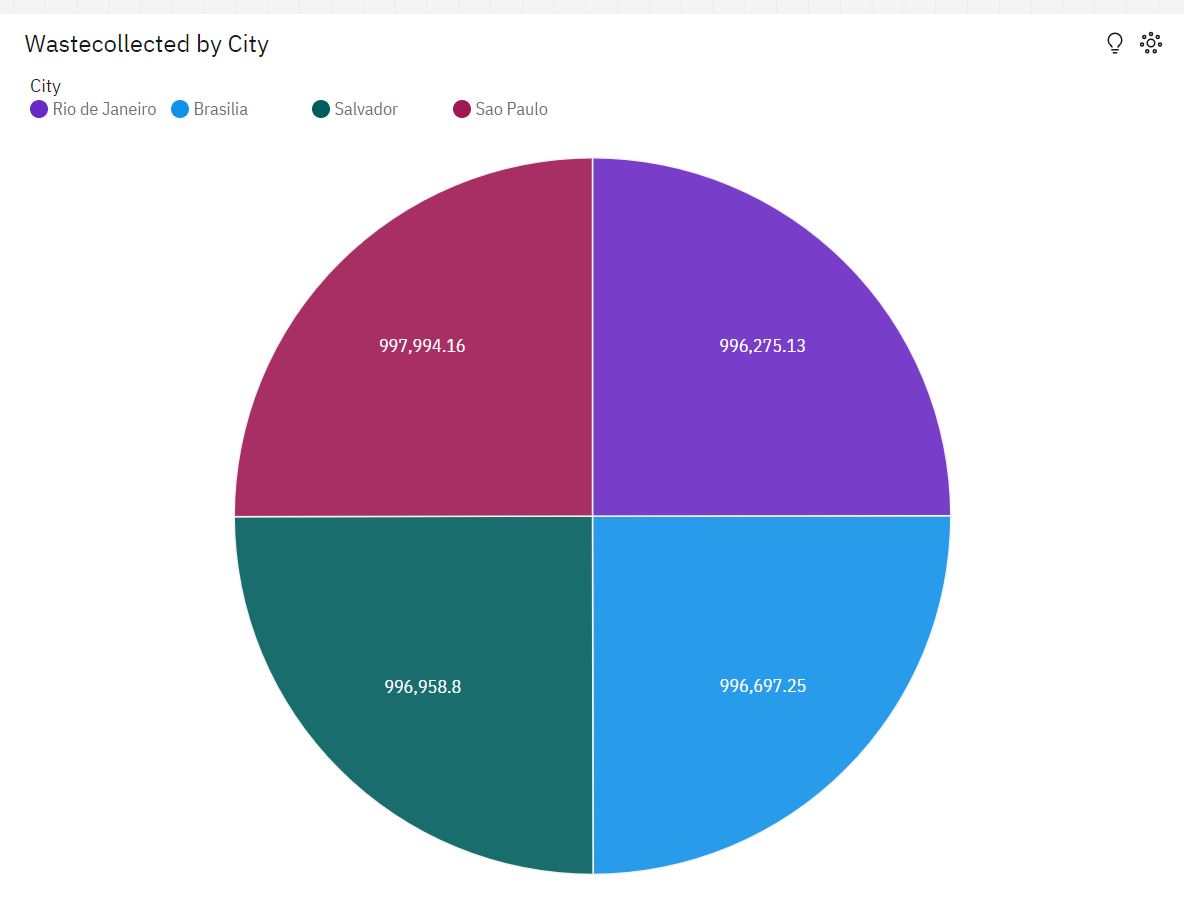 Wastecollected by City
City
Rio de Janeiro Brasilia Salvador Sao Paulo
997,994.16 996,275.13
996,958.8 996,697.25